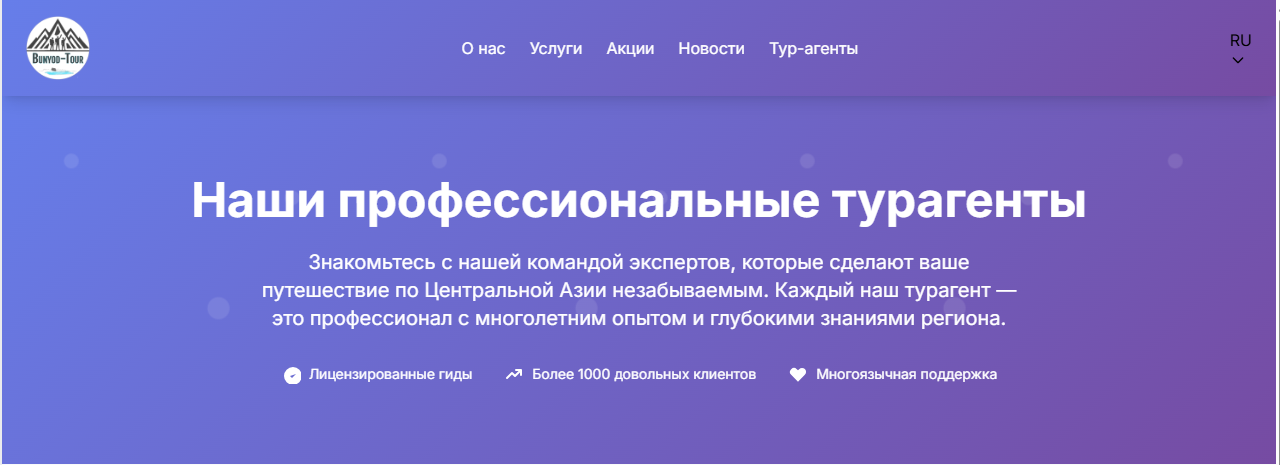 BUNYOD-TOUR
О нас Услуги Акции Новости Тур-агенты
RU
Наши профессиональные турагенты
Знакомьтесь с нашей командой экспертов, которые сделают ваше
путешествие по Центральной Азии незабываемым. Каждый наш турагент —
это профессионал с многолетним опытом и глубокими знаниями региона.
Лицензированные гиды Более 1000 довольных клиентов Многоязычная поддержка